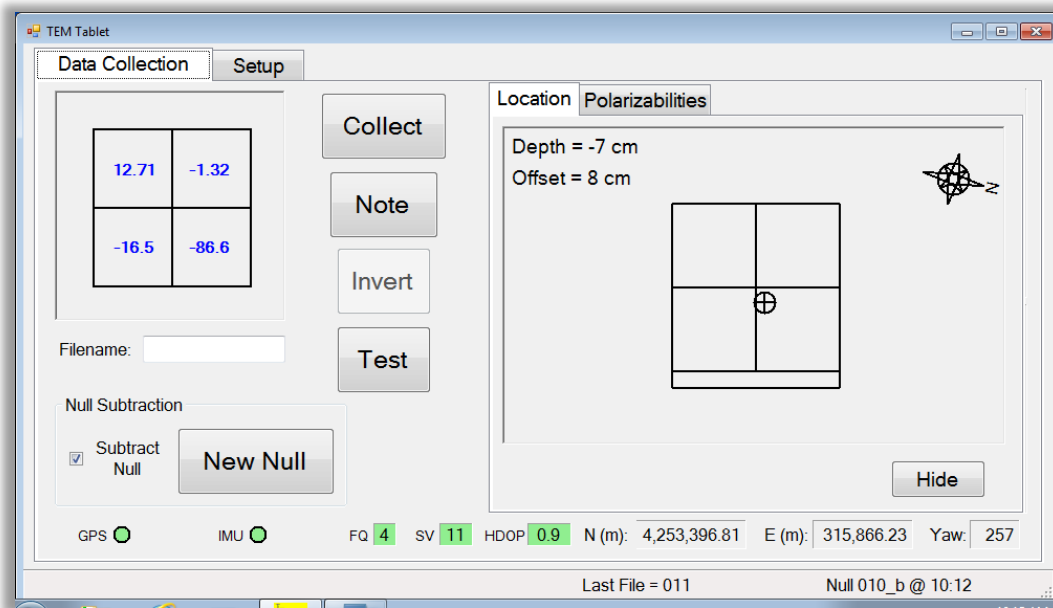 TEM Tablet
Data Collection
Setup
12.71
-1.32
-16.5
-86.6
Filename:
Null Subtraction
Subtract
Null
New Null
Collect
Note
Invert
Test
Location
Polarizabilities
Depth = -7 cm
Offset = 8 cm
N
Hide
GPS
IMU
FQ 4
SV 11
HDOP 0.9
N (m): 4,253,396.81
E (m): 315,866.23
Yaw: 257
Last File = 011
Null 010_b @ 10:12